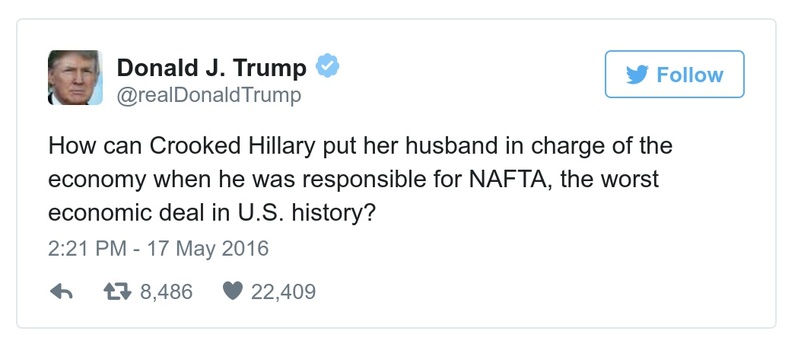 Donald J. Trump
@realDonaldTrump
Follow
How can Crooked Hillary put her husband in charge of the
economy when he was responsible for NAFTA, the worst
economic deal in U.S. history?
2:21 PM - 17 May 2016
8,486 22,409